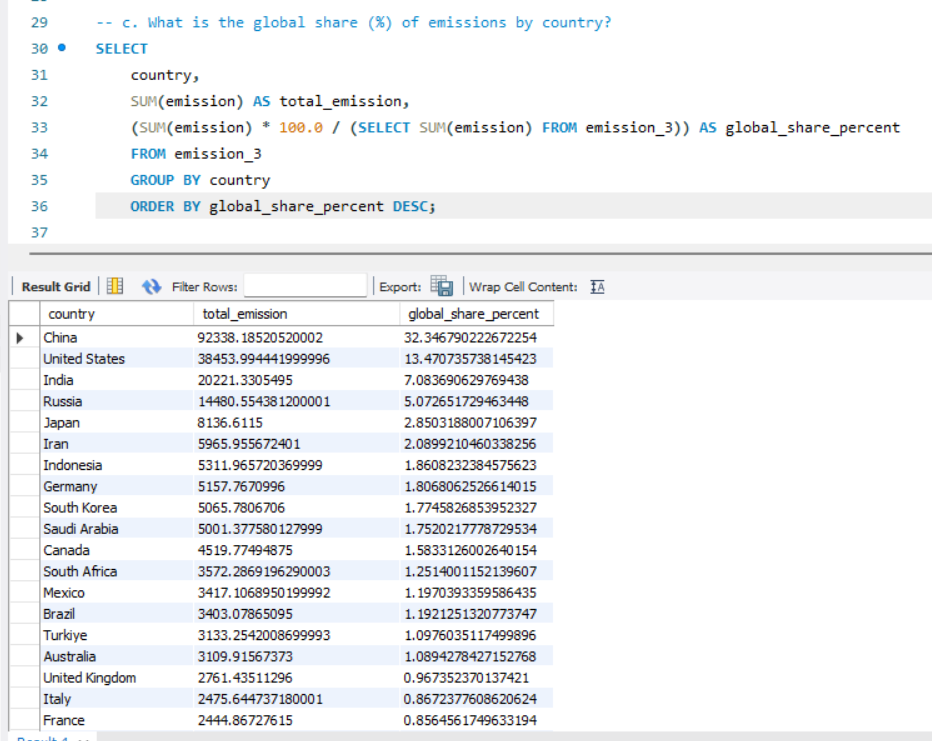 29 -- c. What is the global share (%) of emissions by country?
30 SELECT
31 country,
32 SUM(emission) AS total_emission,
33 (SUM(emission) * 100.0 / (SELECT SUM(emission) FROM emission_3)) AS global_share_percent
34 FROM emission_3
35 GROUP BY country
36 ORDER BY global_share_percent DESC;
37
Result Grid Filter Rows: Export: Wrap Cell Content:
country total_emission global_share_percent
China 92338.18520520002 32.346790222672254
United States 38453.994441999996 13.470735738145423
India 20221.3305495 7.083690629769438
Russia 14480.554381200001 5.072651729463448
Japan 8136.6115 2.8503188007106397
Iran 5965.955672401 2.0899210460338256
Indonesia 5311.965720369999 1.8608232384575623
Germany 5157.7670996 1.8068062526614015
South Korea 5065.7806706 1.7745826853952327
Saudi Arabia 5001.377580127999 1.7520217778729534
Canada 4519.77494875 1.5833126002640154
South Africa 3572.2869196290003 1.2514001152139607
Mexico 3417.1068950199992 1.1970393359586435
Brazil 3403.07865095 1.1921251320773747
Turkiye 3133.2542008699993 1.0976035117499896
Australia 3109.91567373 1.0894278427152768
United Kingdom 2761.43511296 0.967352370137421
Italy 2475.644737180001 0.8672377608620624
France 2444.86727615 0.8564561749633194